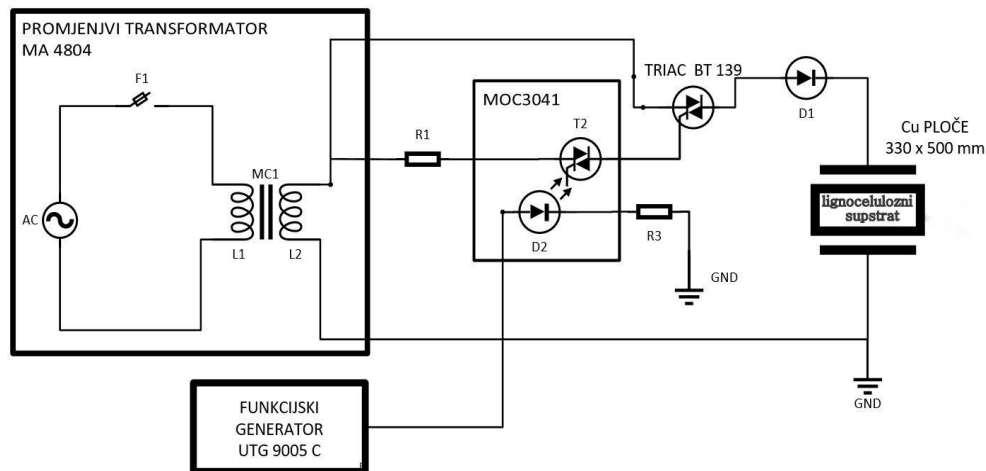 PROMJENJVI TRANSFORMATOR
MA 4804
F1
AC
MC1
L1
L2
R1
MOC3041
T2
D2
R3
GND
TRIAC BT 139
D1
Cu PLOČE
330 x 500 mm
lignocelulozni
supstrat
GND
FUNKCIJSKI
GENERATOR
UTG 9005 C